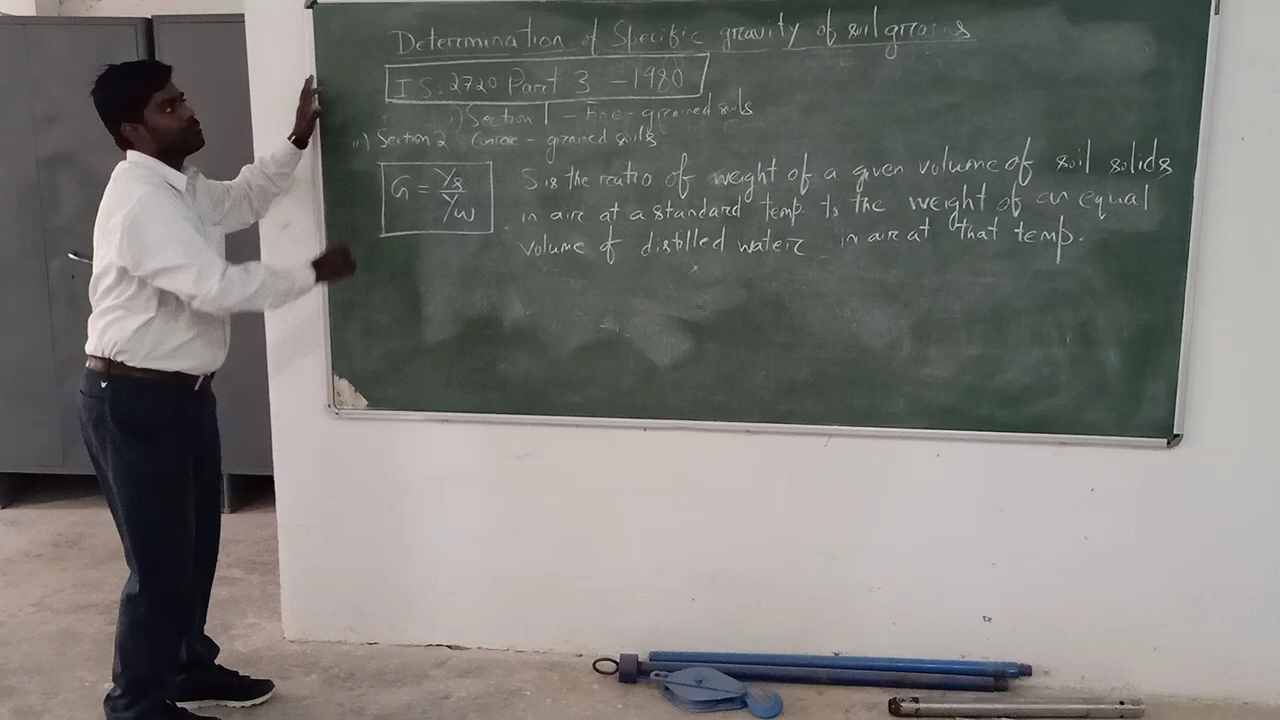 Determination of Specific gravity of soil grains
IS: 2720 Part 3 - 1980
i) Section 1 - Fine-grained soils
ii) Section 2 Coarse-grained soils
G = γs/γw
S is the ratio of weight of a given volume of soil solids
in air at a standard temp. to the weight of an equal
volume of distilled water in air at that temp.